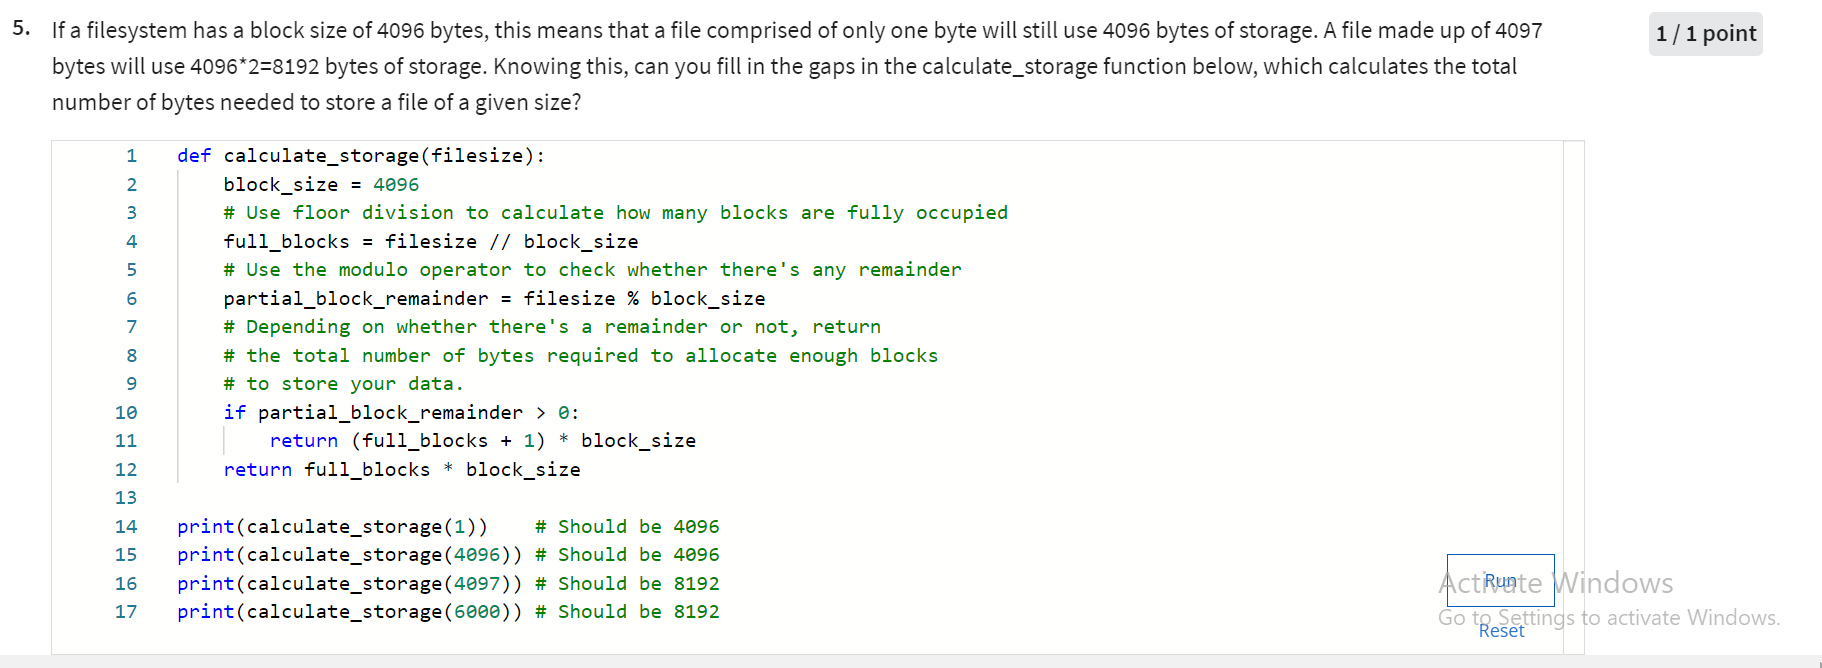 5. If a filesystem has a block size of 4096 bytes, this means that a file comprised of only one byte will still use 4096 bytes of storage. A file made up of 4097
1 / 1 point
bytes will use 4096*2=8192 bytes of storage. Knowing this, can you fill in the gaps in the calculate_storage function below, which calculates the total
number of bytes needed to store a file of a given size?
1 def calculate_storage(filesize):
2     block_size = 4096
3     # Use floor division to calculate how many blocks are fully occupied
4     full_blocks = filesize // block_size
5     # Use the modulo operator to check whether there's any remainder
6     partial_block_remainder = filesize % block_size
7     # Depending on whether there's a remainder or not, return
8     # the total number of bytes required to allocate enough blocks
9     # to store your data.
10     if partial_block_remainder > 0:
11         return (full_blocks + 1) * block_size
12     return full_blocks * block_size
13
14 print(calculate_storage(1))    # Should be 4096
15 print(calculate_storage(4096)) # Should be 4096
16 print(calculate_storage(4097)) # Should be 8192
17 print(calculate_storage(6000)) # Should be 8192
Run
Activate Windows
Go to Settings to activate Windows.
Reset